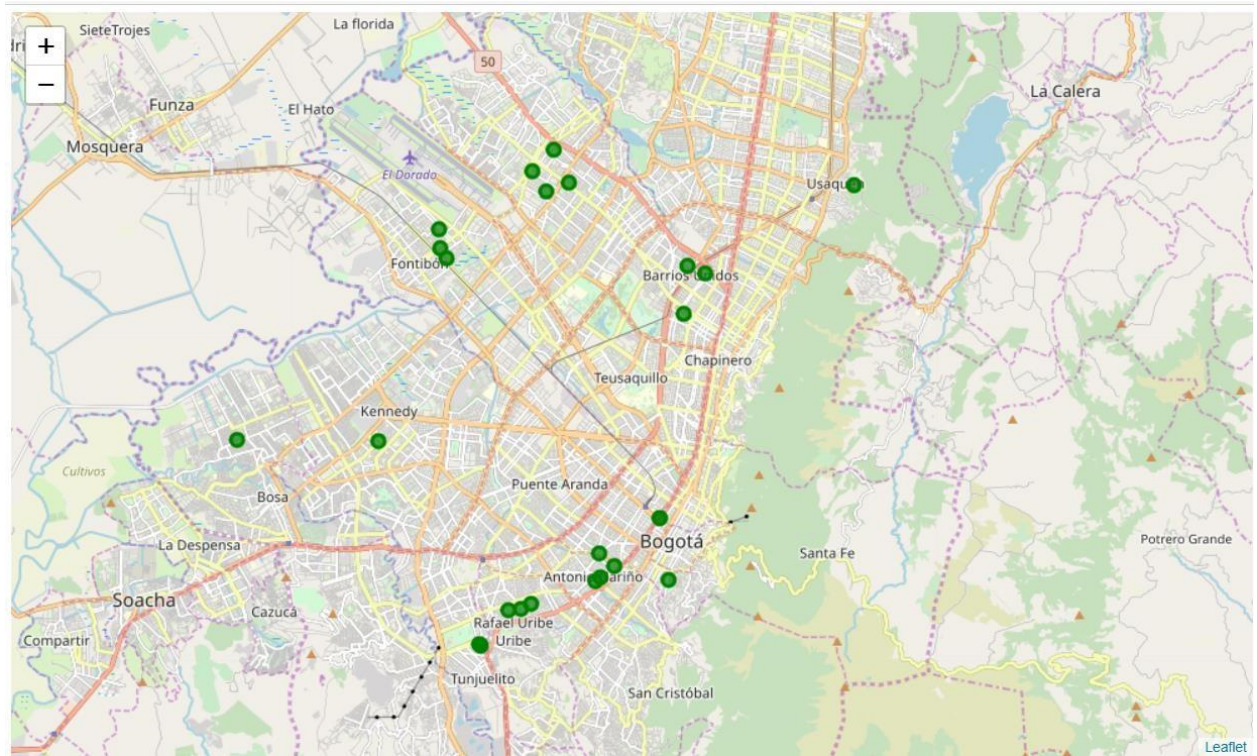 SieteTrojes
La florida
+
−
50
Funza
El Hato
La Calera
Mosquera
El Dorado
Usaquén
Fontibón
Barrios Unidos
Chapinero
Teusaquillo
Kennedy
Cultivos
Bosa
Puente Aranda
Bogotá
La Despensa
Santa Fe
Potrero Grande
Antonio Nariño
Soacha
Cazucá
Rafael Uribe
Uribe
Compartir
Tunjuelito
San Cristóbal
Leaflet